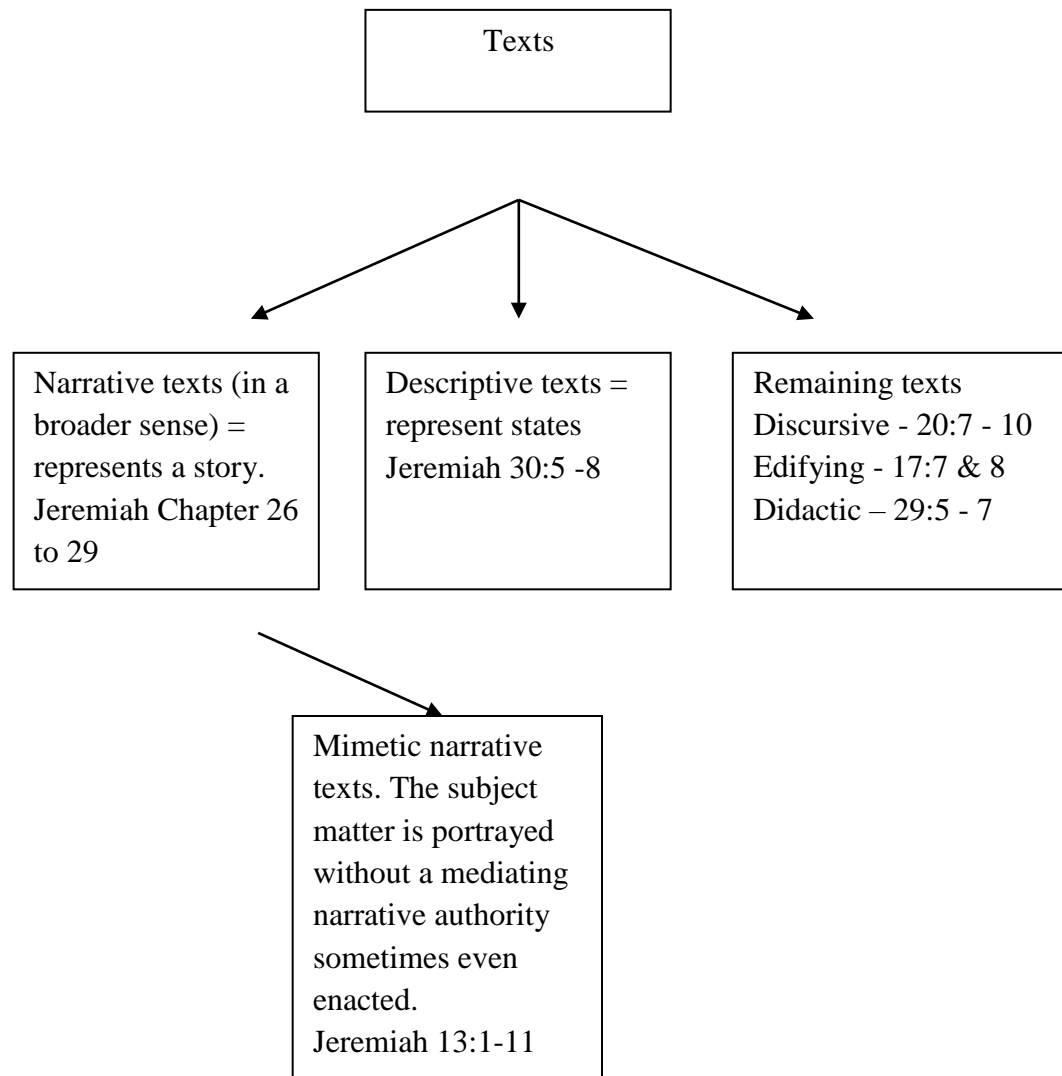 Texts
Narrative texts (in a
broader sense) =
represents a story.
Jeremiah Chapter 26
to 29
Descriptive texts =
represent states
Jeremiah 30:5 -8
Remaining texts
Discursive - 20:7 - 10
Edifying - 17:7 & 8
Didactic – 29:5 - 7
Mimetic narrative
texts. The subject
matter is portrayed
without a mediating
narrative authority
sometimes even
enacted.
Jeremiah 13:1-11